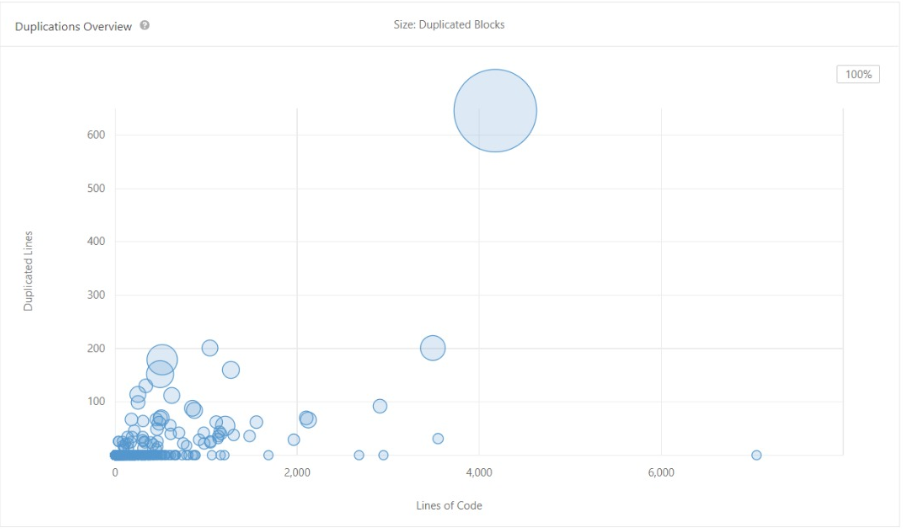 Duplications Overview ?
Size: Duplicated Blocks
100%
600
500
400
300
200
100
Duplicated Lines
0
2,000
4,000
6,000
Lines of Code